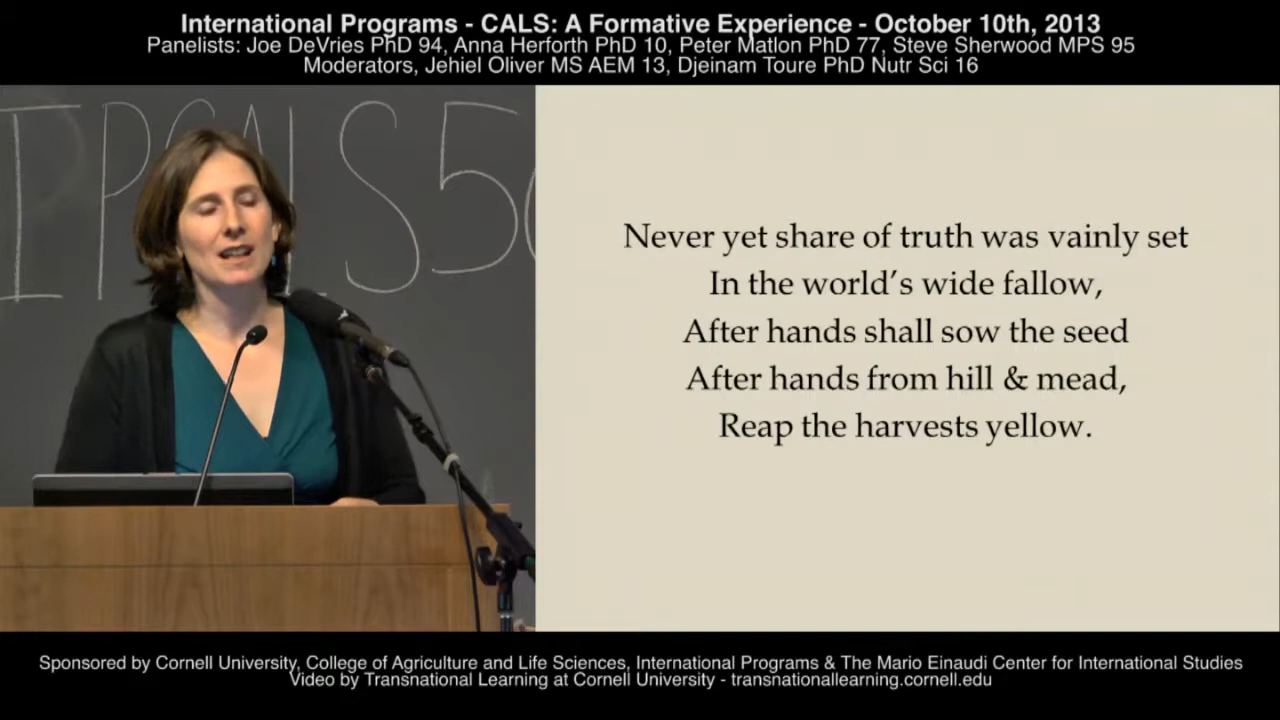 International Programs - CALS: A Formative Experience - October 10th, 2013
Panelists: Joe DeVries PhD 94, Anna Herforth PhD 10, Peter Matlon PhD 77, Steve Sherwood MPS 95
Moderators, Jehiel Oliver MS AEM 13, Djeinam Toure PhD Nutr Sci 16
IPCALS 5
Never yet share of truth was vainly set
In the world's wide fallow,
After hands shall sow the seed
After hands from hill & mead,
Reap the harvests yellow.
Sponsored by Cornell University, College of Agriculture and Life Sciences, International Programs & The Mario Einaudi Center for International Studies
Video by Transnational Learning at Cornell University - transnationallearning.cornell.edu